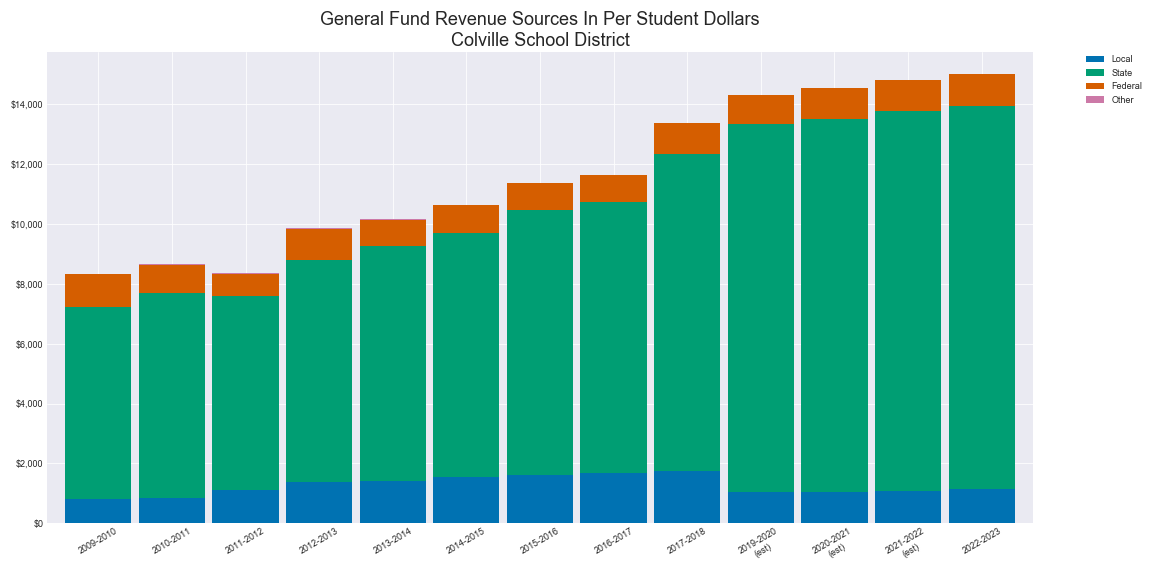 General Fund Revenue Sources In Per Student Dollars
Colville School District
Local
State
Federal
Other
$14,000
$12,000
$10,000
$8,000
$6,000
$4,000
$2,000
$0
2009-2010
2010-2011
2011-2012
2012-2013
2013-2014
2014-2015
2015-2016
2016-2017
2017-2018
2019-2020
(est)
2020-2021
(est)
2021-2022
(est)
2022-2023